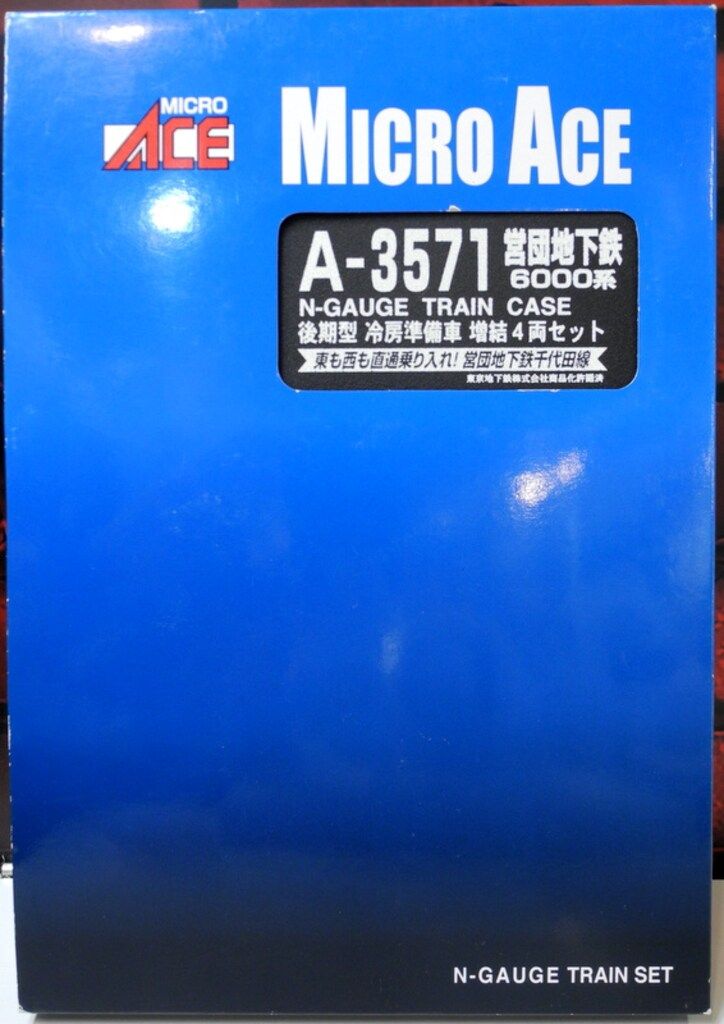 MICRO
ACE
MICRO ACE
A-3571 営団地下鉄
6000系
N-GAUGE TRAIN CASE
後期型 冷房準備車 増結4両セット
東も西も直通乗り入れ! 営団地下鉄千代田線
東京地下鉄株式会社商品化許諾済
N-GAUGE TRAIN SET